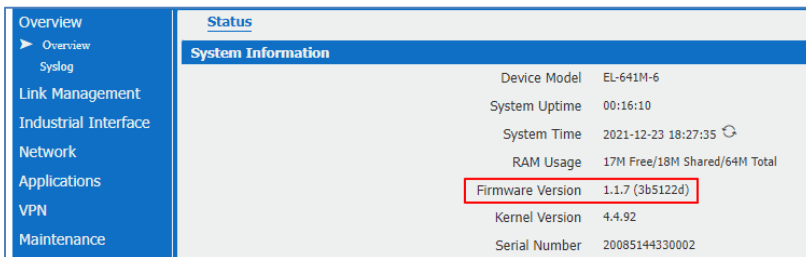 Overview
Overview
Syslog
Link Management
Industrial Interface
Network
Applications
VPN
Maintenance
Status
System Information
Device Model EL-641M-6
System Uptime 00:16:10
System Time 2021-12-23 18:27:35
RAM Usage 17M Free/18M Shared/64M Total
Firmware Version 1.1.7 (3b5122d)
Kernel Version 4.4.92
Serial Number 20085144330002